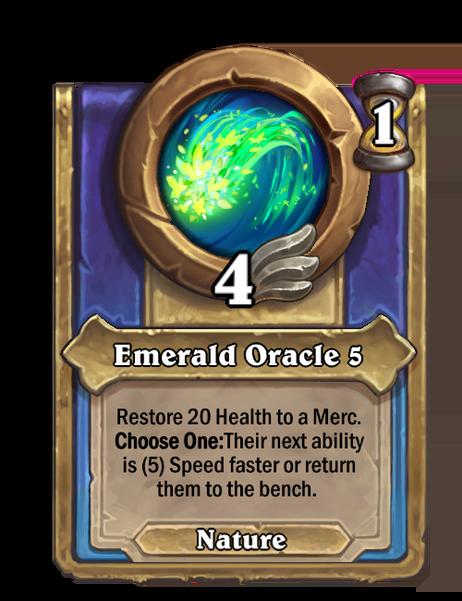 1
4
Emerald Oracle 5
Restore 20 Health to a Merc.
Choose One:Their next ability
is (5) Speed faster or return
them to the bench.
Nature